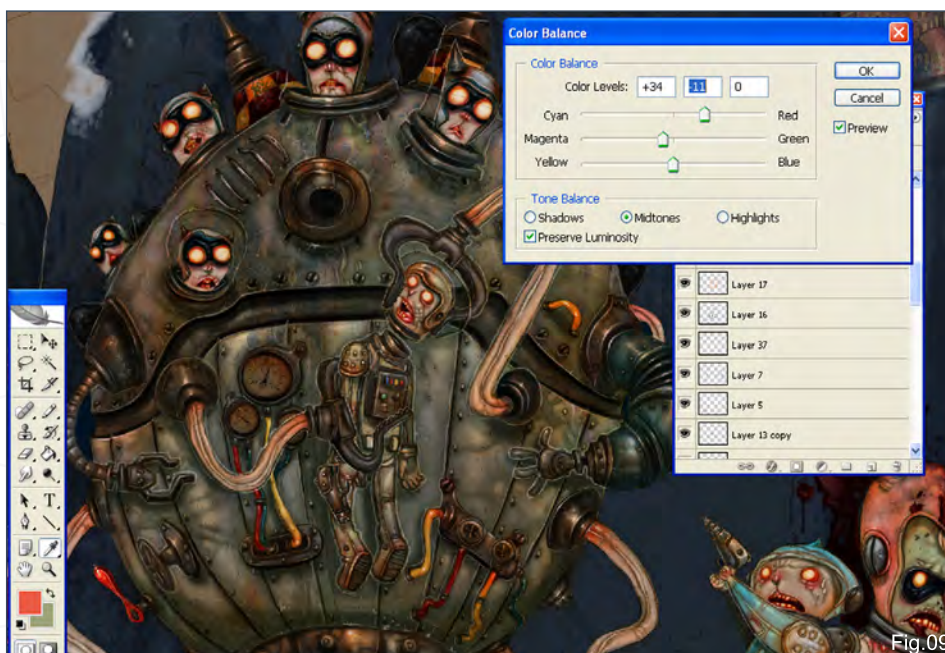 Color Balance
Color Balance
Color Levels: +34 -11 0
Cyan Red
Magenta Green
Yellow Blue
Tone Balance
Shadows Midtones Highlights
Preserve Luminosity
OK
Cancel
Preview
Layer 17
Layer 16
Layer 37
Layer 7
Layer 5
Layer 13 copy
T
Fig.09